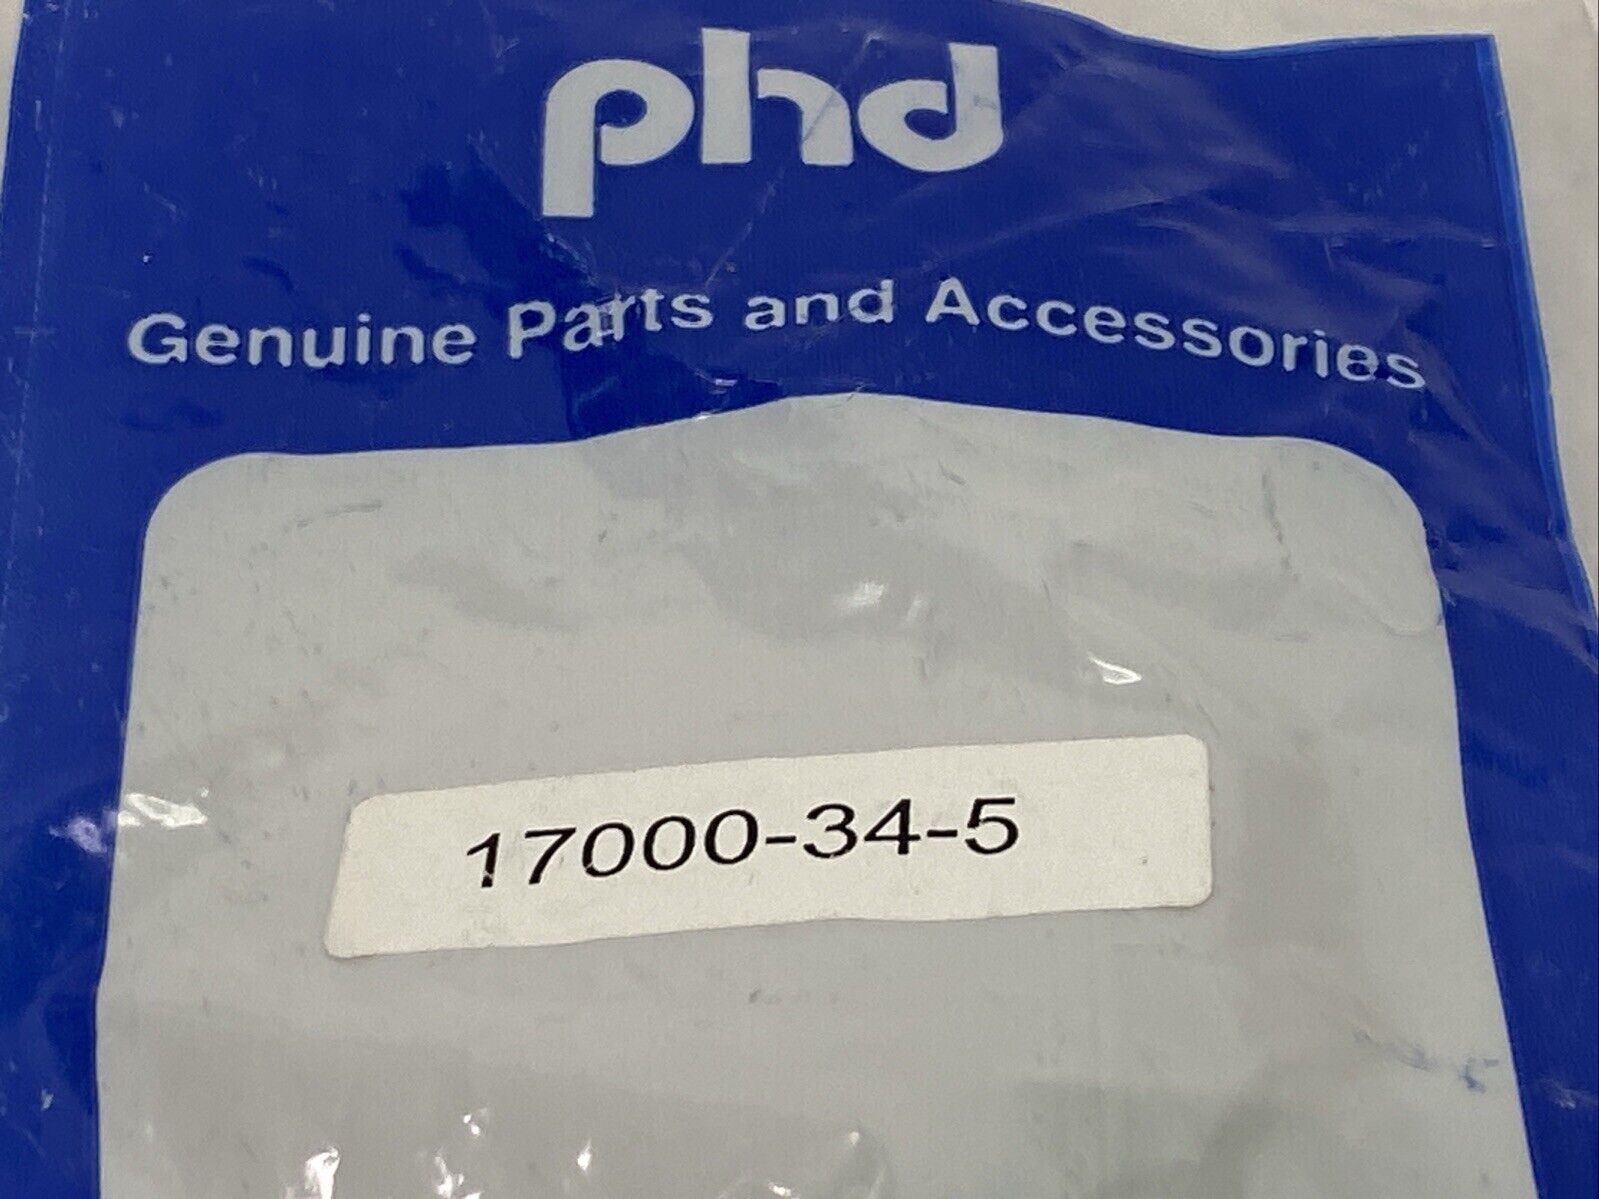 phd
Genuine Parts and Accessories
17000-34-5